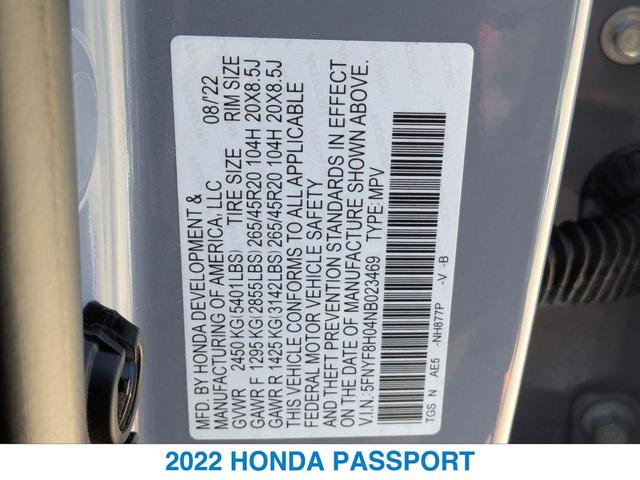 MFD. BY HONDA DEVELOPMENT &
MANUFACTURING OF AMERICA, LLC 08/'22
GVWR 2450 KG(5401LBS) TIRE SIZE RIM SIZE
GAWR F 1295 KG(2855LBS) 265/45R20 104H 20X8.5J
GAWR R 1425 KG(3142LBS) 265/45R20 104H 20X8.5J
THIS VEHICLE CONFORMS TO ALL APPLICABLE
FEDERAL MOTOR VEHICLE SAFETY
AND THEFT PREVENTION STANDARDS IN EFFECT
ON THE DATE OF MANUFACTURE SHOWN ABOVE.
V.I.N.:5FNYF8H04NB023469 TYPE:MPV
TGS N AE5 -NH877P -V -B
2022 HONDA PASSPORT